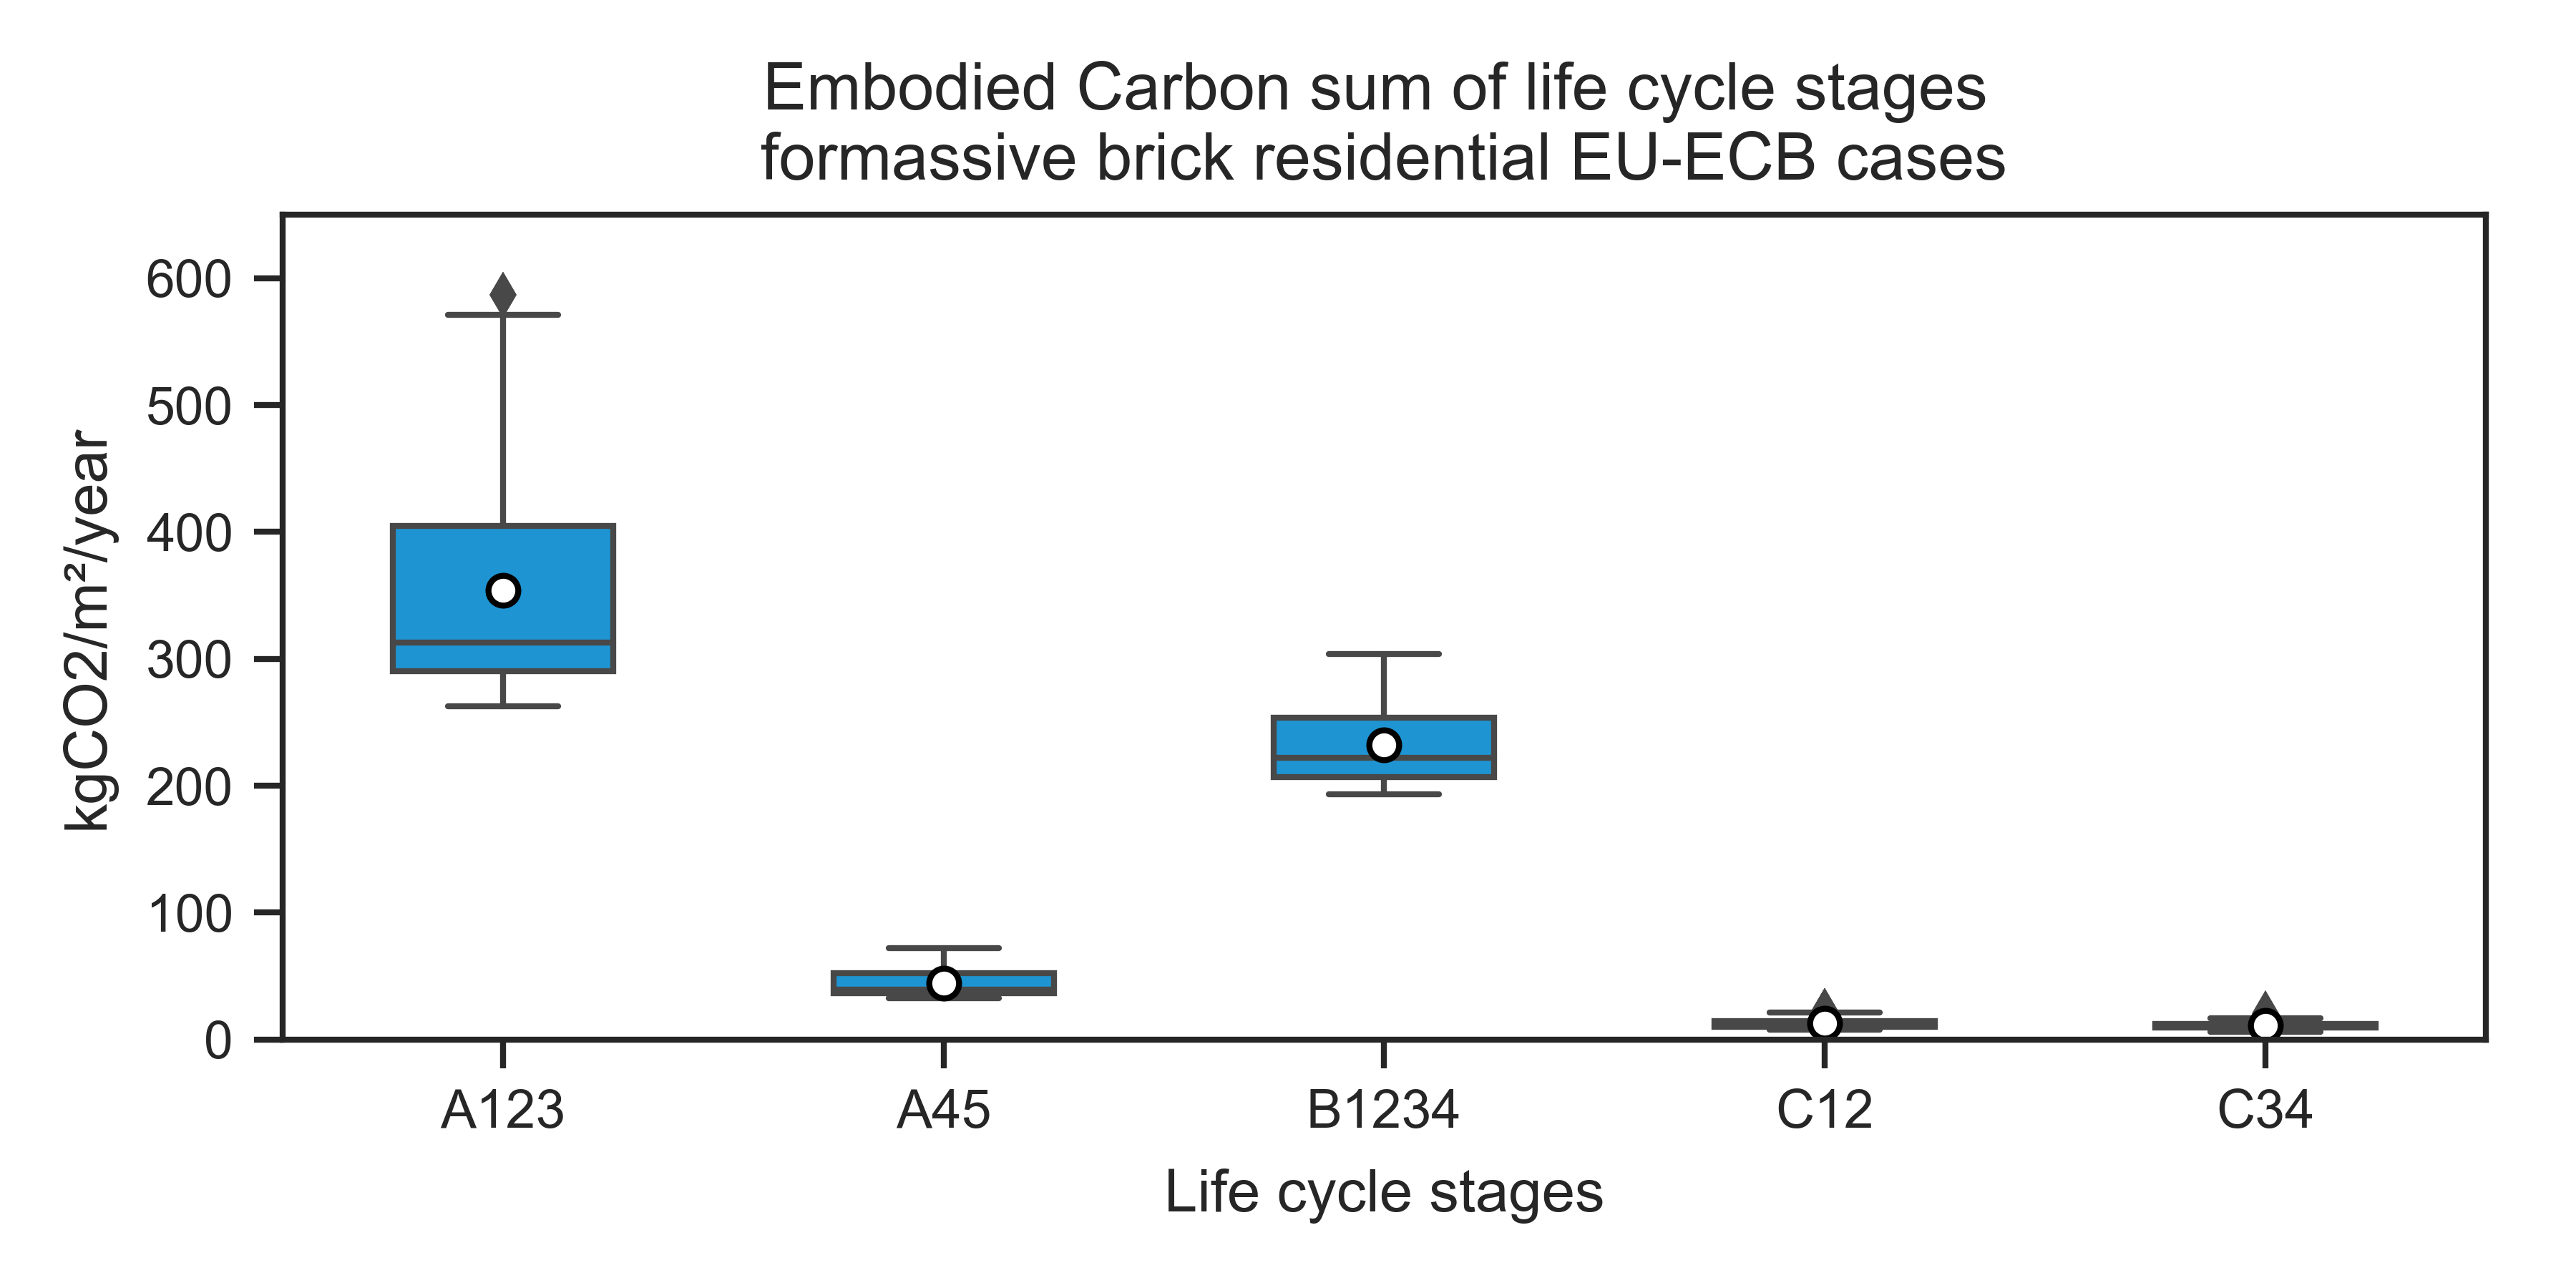 Embodied Carbon sum of life cycle stages
formassive brick residential EU-ECB cases
kgCO2/m²/year
600
500
400
300
200
100
0
A123
A45
B1234
C12
C34
Life cycle stages